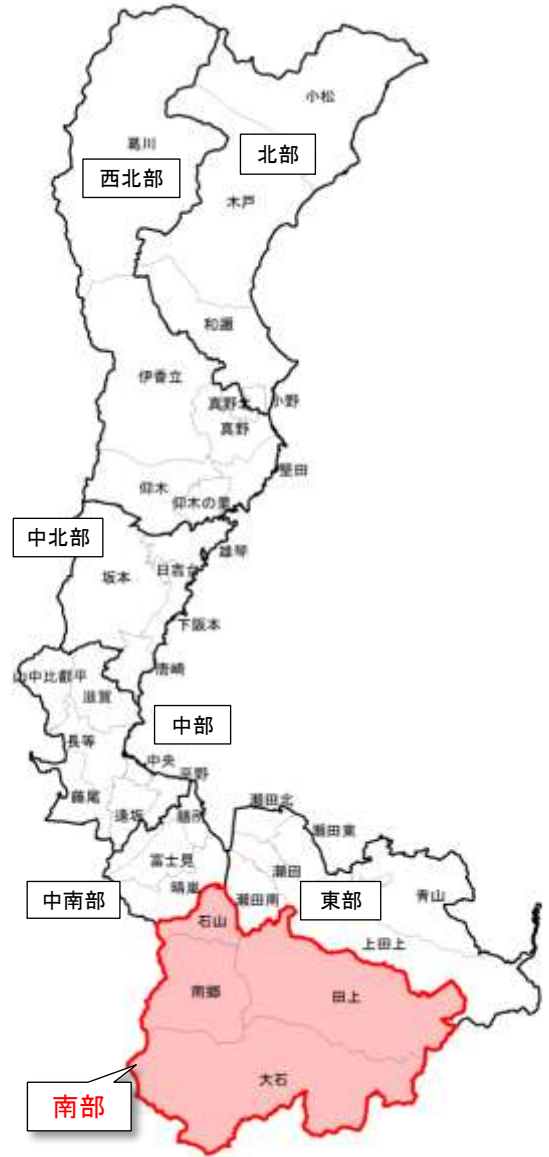 小松
葛川
北部
西北部
木戸
和邇
伊香立
真野北
小野
真野
堅田
仰木
仰木の里
中北部
雄琴
坂本
日吉台
下阪本
唐崎
山中比叡平
滋賀
中部
長等
中央
平野
藤尾
逢坂
膳所
瀬田北
瀬田東
富士見
瀬田
青山
中南部
晴嵐
瀬田南
東部
石山
上田上
南郷
田上
大石
南部